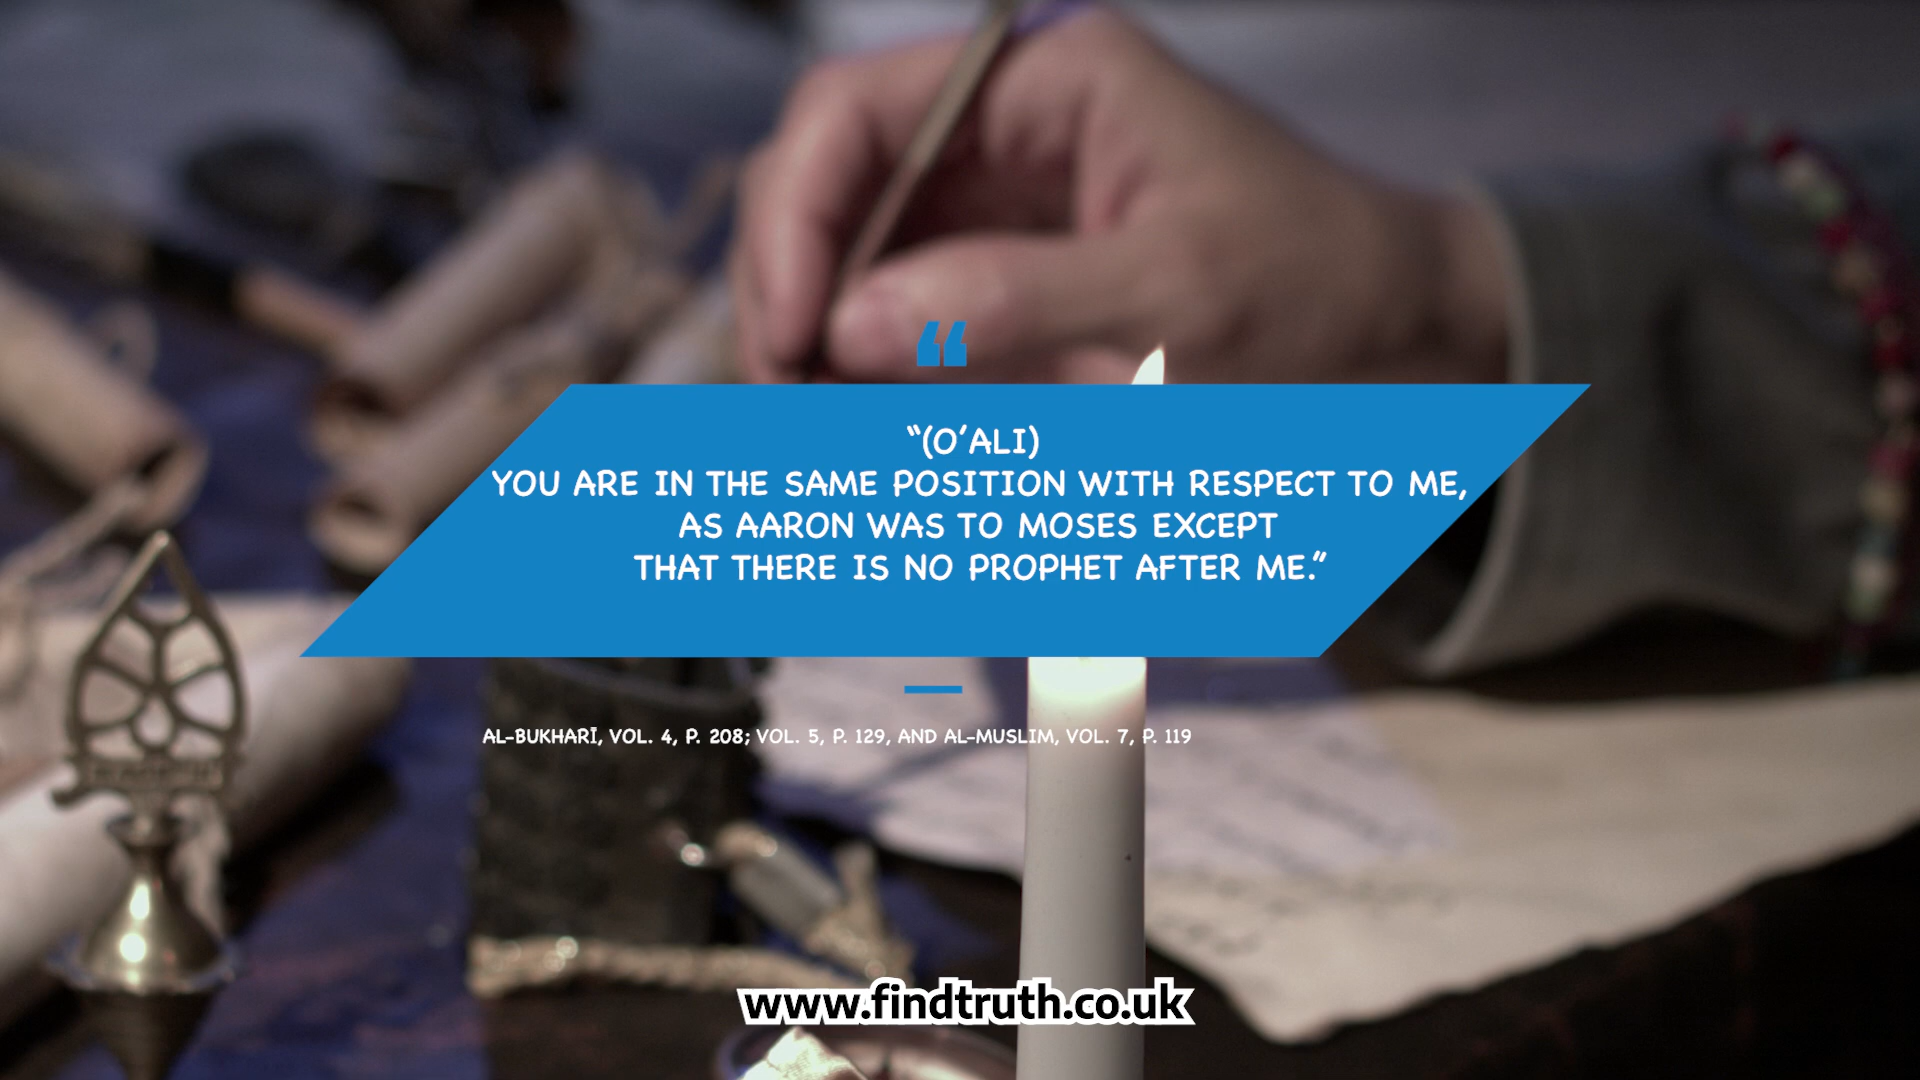 “(O’ALI)
YOU ARE IN THE SAME POSITION WITH RESPECT TO ME,
AS AARON WAS TO MOSES EXCEPT
THAT THERE IS NO PROPHET AFTER ME.”
AL-BUKHARĪ, VOL. 4, P. 208; VOL. 5, P. 129, AND AL-MUSLIM, VOL. 7, P. 119
www.findtruth.co.uk